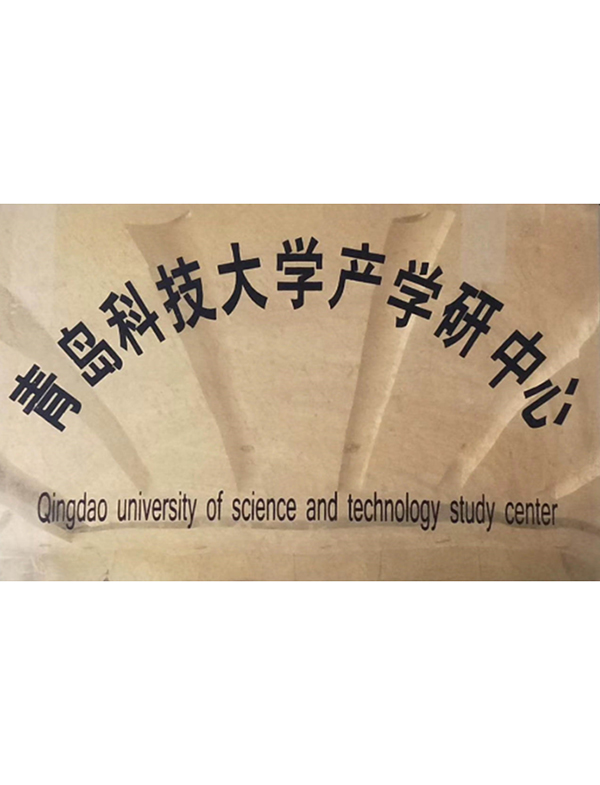 青岛科技大学产学研中心
Qingdao university of science and technology study center